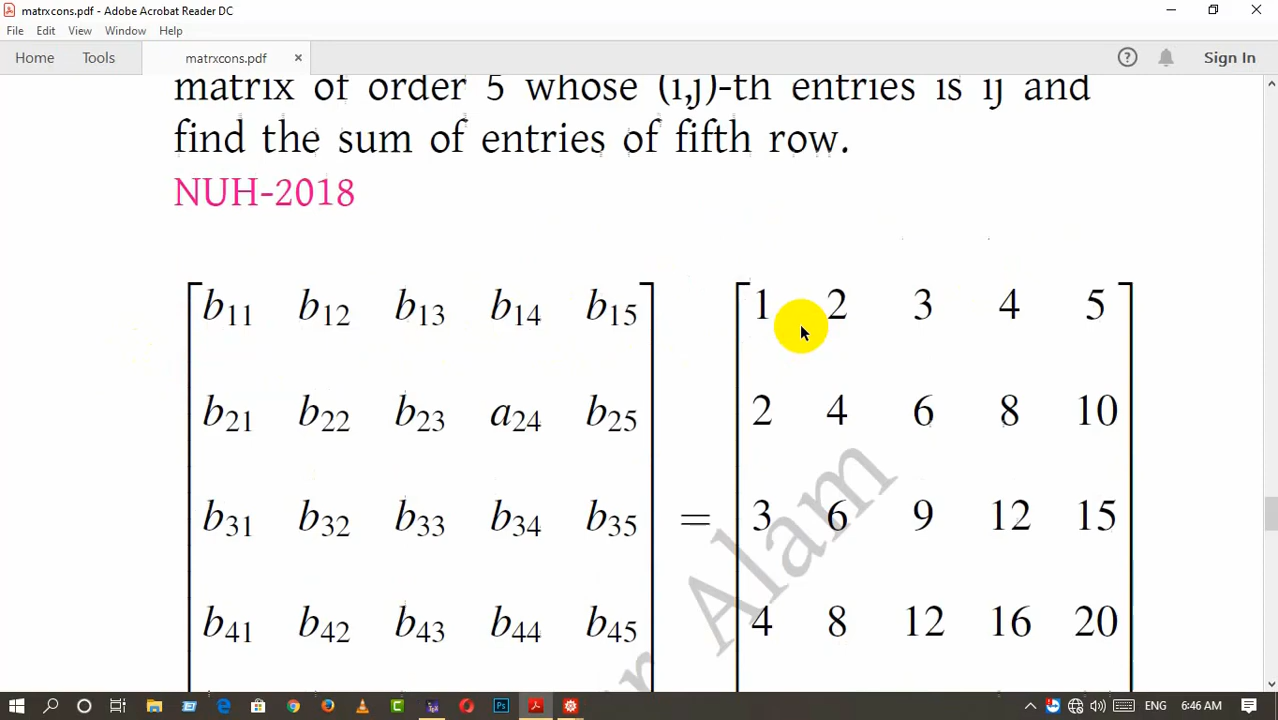 matrxcons.pdf - Adobe Acrobat Reader DC
File Edit View Window Help
Home Tools matrxcons.pdf × Sign In
matrix of order 5 whose (i,j)-th entries is ij and
find the sum of entries of fifth row.
NUH-2018
b11 b12 b13 b14 b15 1 2 3 4 5
b21 b22 b23 a24 b25 2 4 6 8 10
b31 b32 b33 b34 b35 = 3 6 9 12 15
b41 b42 b43 b44 b45 4 8 12 16 20
Alam
ENG 6:46 AM